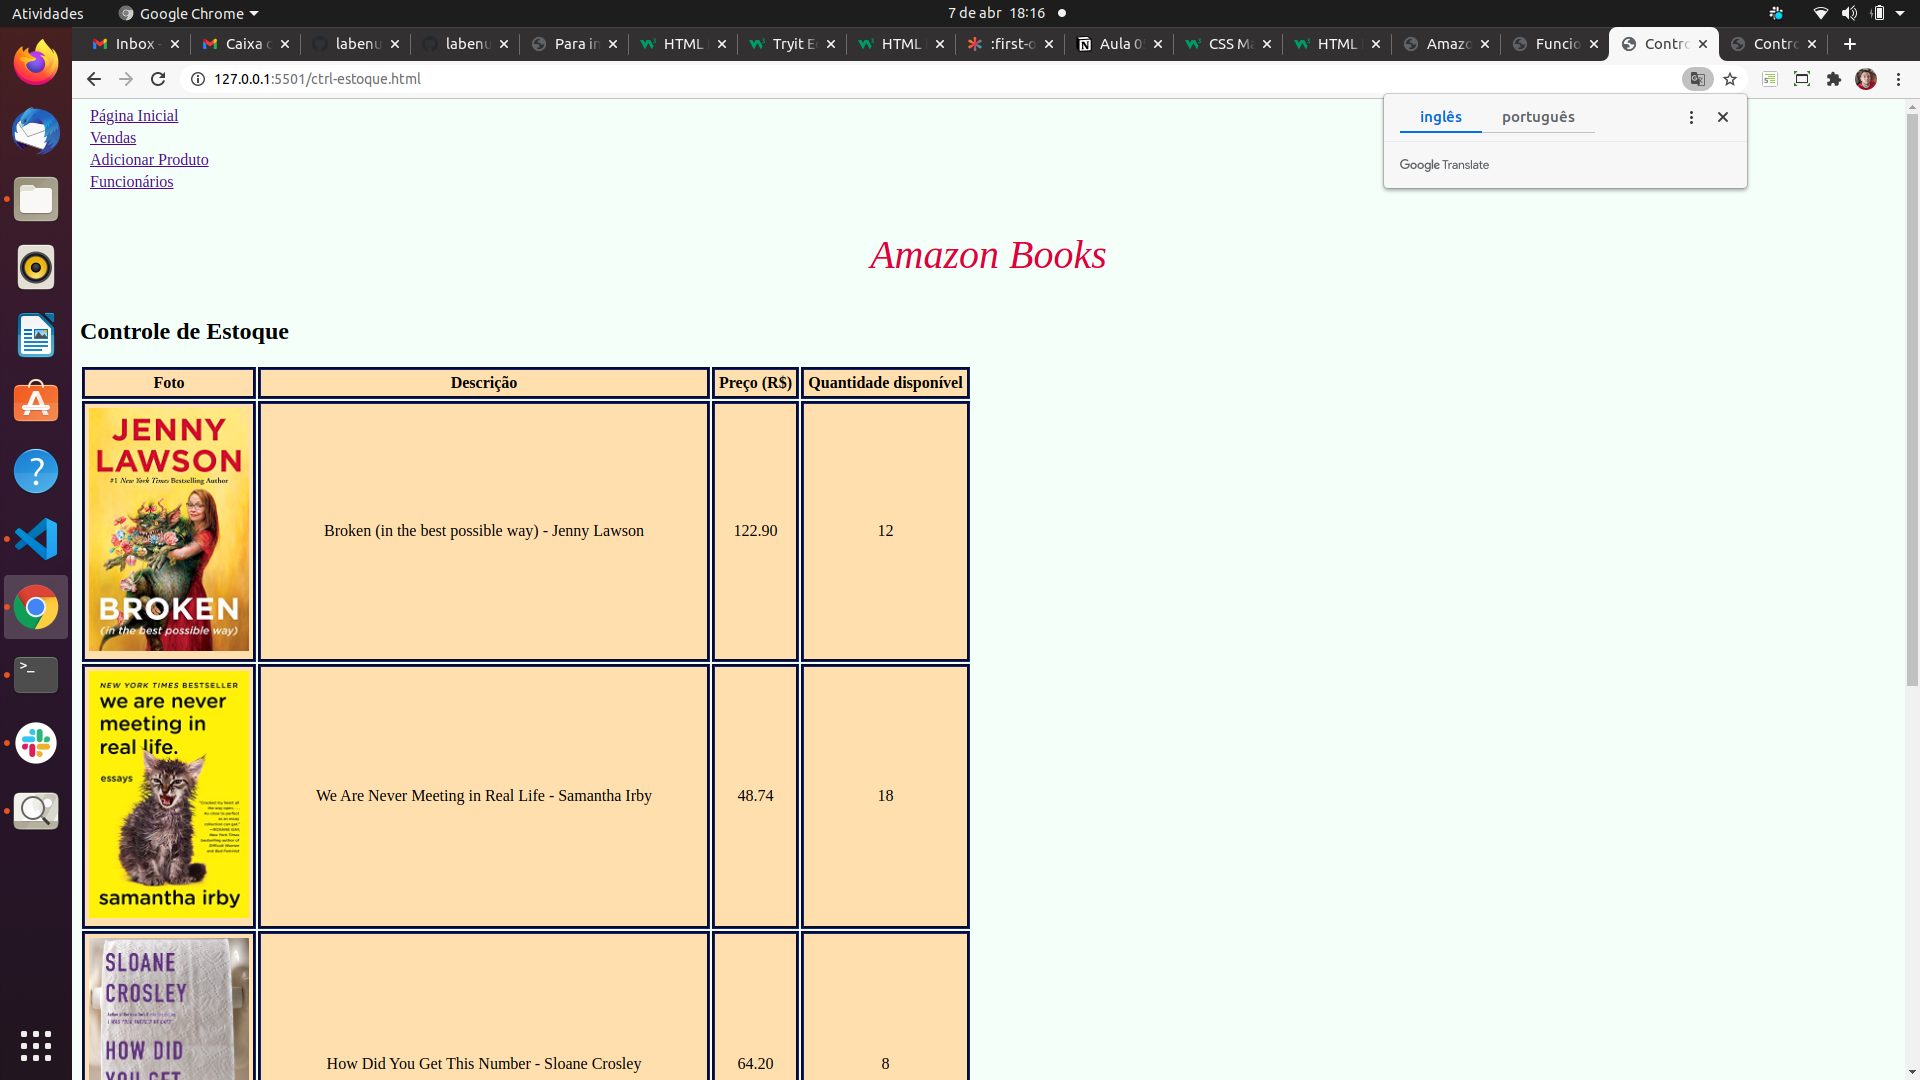 Atividades
Google Chrome
7 de abr 18:16
Inbox -
Caixa
labenu
labenu
Para in
HTML
Tryit E
HTML
:first-o
Aula 0
CSS Ma
HTML
Amazo
Funcio
Contro
Contro
127.0.0.1:5501/ctrl-estoque.html
inglês português
Google Translate
Página Inicial
Vendas
Adicionar Produto
Funcionários
Amazon Books
Controle de Estoque
Foto Descrição Preço (R$) Quantidade disponível
JENNY
LAWSON
#1 New York Times Bestselling Author
BROKEN
(in the best possible way)
Broken (in the best possible way) - Jenny Lawson 122.90 12
NEW YORK TIMES BESTSELLER
we are never
meeting in
real life.
essays
samantha irby
We Are Never Meeting in Real Life - Samantha Irby 48.74 18
SLOANE
CROSLEY
HOW DID
YOU GET
How Did You Get This Number - Sloane Crosley 64.20 8